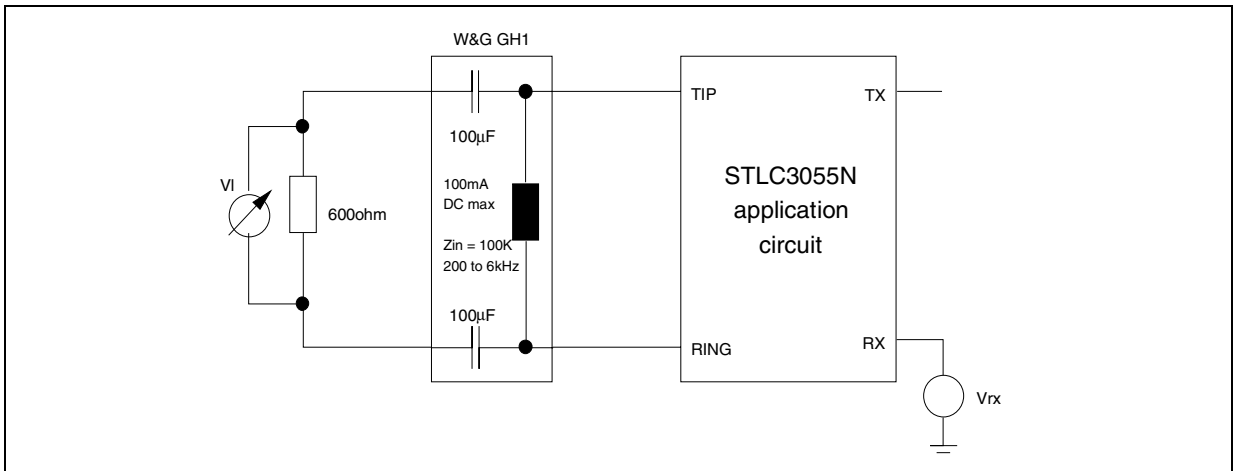 W&G GH1
TIP
TX
100μF
STLC3055N
application
circuit
VI
100mA
DC max
600ohm
Zin = 100K
200 to 6kHz
100μF
RING
RX
Vrx